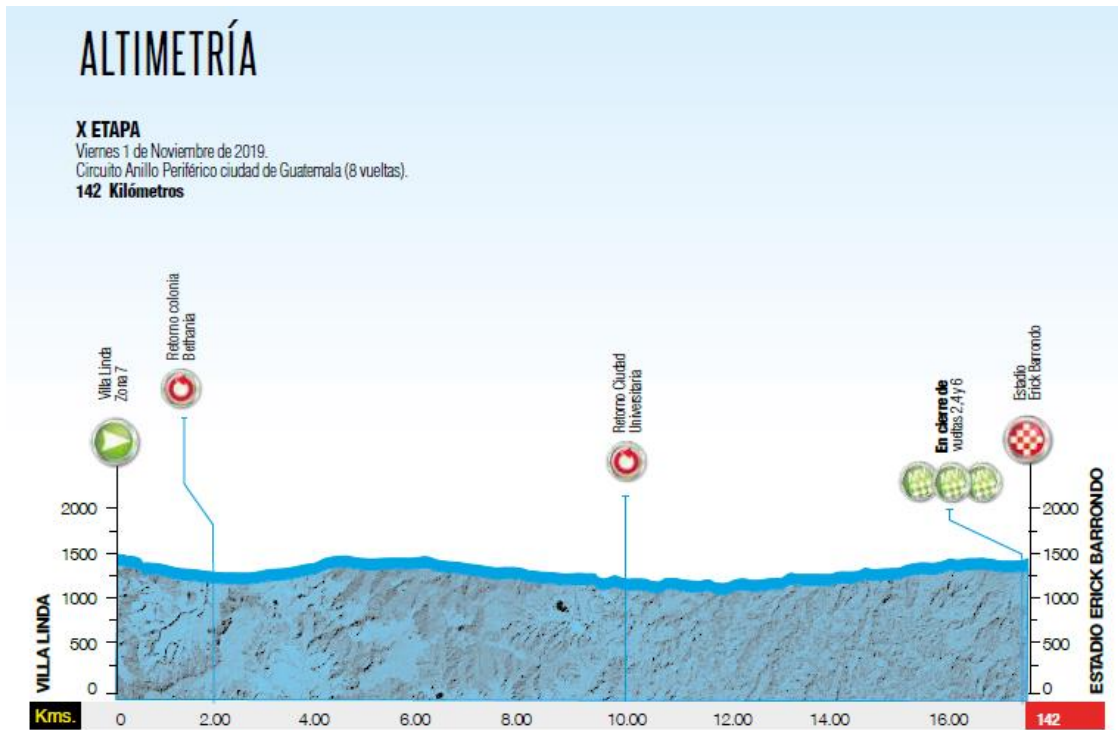 ALTIMETRÍA
X ETAPA
Viernes 1 de Noviembre de 2019.
Circuito Anillo Periférico ciudad de Guatemala (8 vueltas).
142 Kilómetros
Villa Linda
Zona 7
Retorno colonia
Bethania
Retorno Ciudad
Universitaria
En cierre de
vueltas 2,4 y 6
Estadio
Erick Barrondo
VILLA LINDA
2000
1500
1000
500
0
2000
1500
1000
500
0
ESTADIO ERICK BARRONDO
Kms. 0 2.00 4.00 6.00 8.00 10.00 12.00 14.00 16.00 142